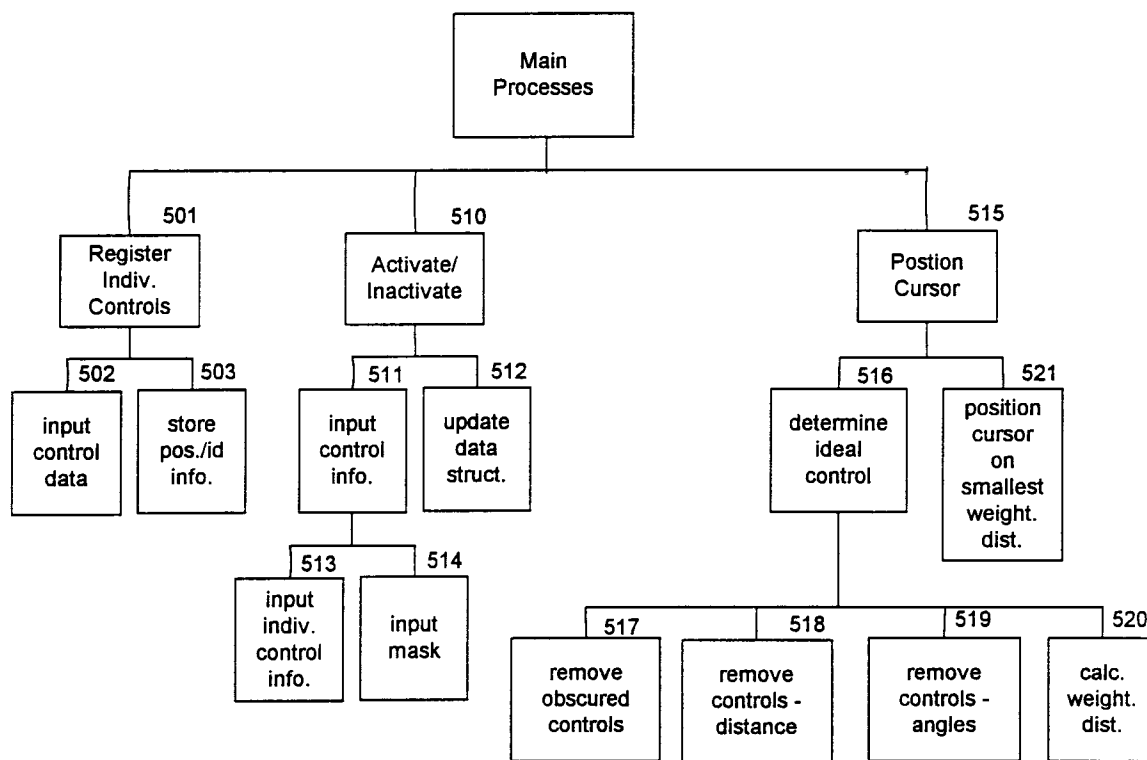 Main
Processes
501
Register
Indiv.
Controls
510
Activate/
Inactivate
515
Postion
Cursor
502
input
control
data
503
store
pos./id
info.
511
input
control
info.
512
update
data
struct.
516
determine
ideal
control
521
position
cursor
on
smallest
weight.
dist.
513
input
indiv.
control
info.
514
input
mask
517
remove
obscured
controls
518
remove
controls -
distance
519
remove
controls -
angles
520
calc.
weight.
dist.